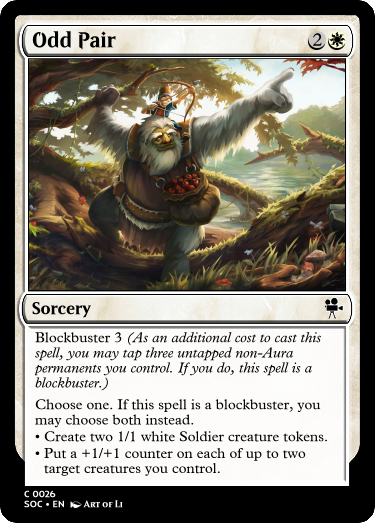 Odd Pair
2
Sorcery
Blockbuster 3 (As an additional cost to cast this
spell, you may tap three untapped non-Aura
permanents you control. If you do, this spell is a
blockbuster.)
Choose one. If this spell is a blockbuster, you
may choose both instead.
• Create two 1/1 white Soldier creature tokens.
• Put a +1/+1 counter on each of up to two
target creatures you control.
C 0026
SOC • EN Art of Li